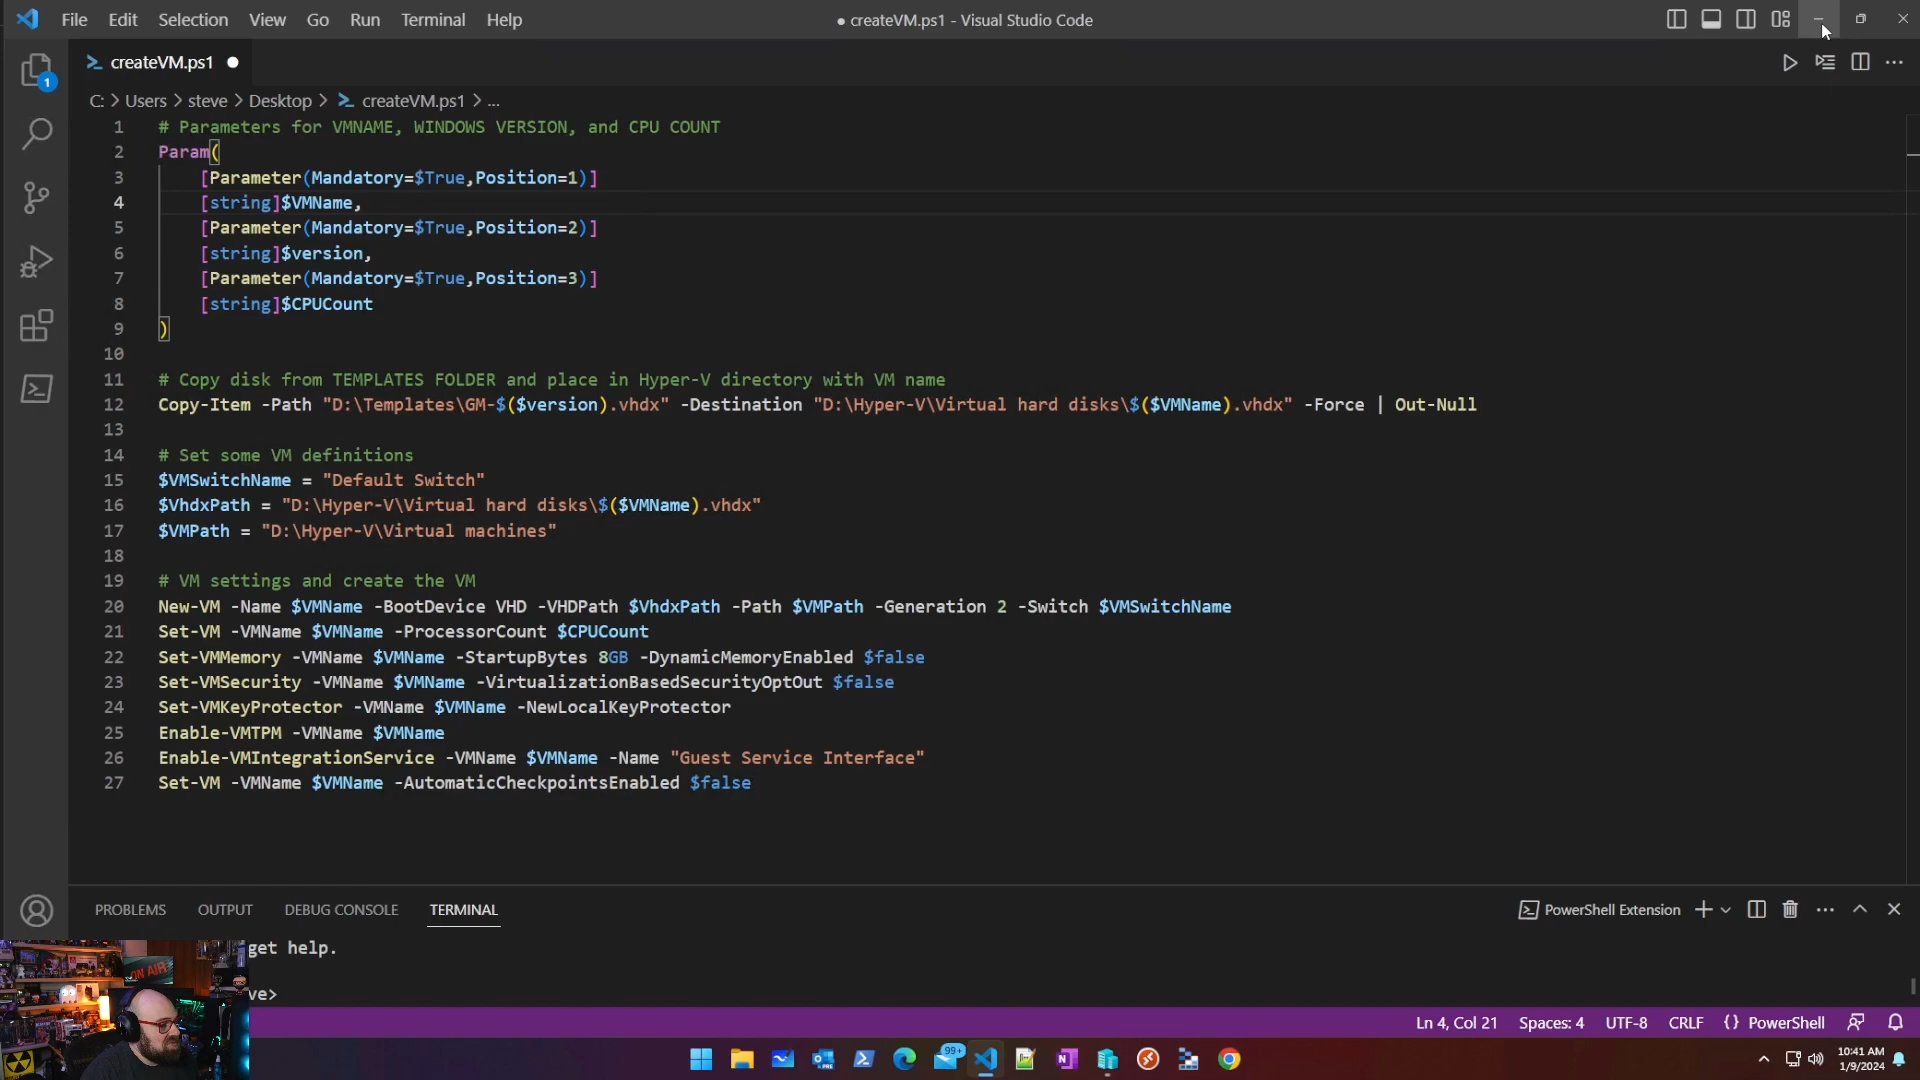 File Edit Selection View Go Run Terminal Help
● createVM.ps1 - Visual Studio Code
createVM.ps1 ●
1
C: > Users > steve > Desktop > createVM.ps1 > ...
1 # Parameters for VMNAME, WINDOWS VERSION, and CPU COUNT
2 Param(
3 [Parameter(Mandatory=$True,Position=1)]
4 [string]$VMName,
5 [Parameter(Mandatory=$True,Position=2)]
6 [string]$version,
7 [Parameter(Mandatory=$True,Position=3)]
8 [string]$CPUCount
9 )
10
11 # Copy disk from TEMPLATES FOLDER and place in Hyper-V directory with VM name
12 Copy-Item -Path "D:\Templates\GM-$($version).vhdx" -Destination "D:\Hyper-V\Virtual hard disks\$($VMName).vhdx" -Force | Out-Null
13
14 # Set some VM definitions
15 $VMSwitchName = "Default Switch"
16 $VhdxPath = "D:\Hyper-V\Virtual hard disks\$($VMName).vhdx"
17 $VMPath = "D:\Hyper-V\Virtual machines"
18
19 # VM settings and create the VM
20 New-VM -Name $VMName -BootDevice VHD -VHDPath $VhdxPath -Path $VMPath -Generation 2 -Switch $VMSwitchName
21 Set-VM -VMName $VMName -ProcessorCount $CPUCount
22 Set-VMMemory -VMName $VMName -StartupBytes 8GB -DynamicMemoryEnabled $false
23 Set-VMSecurity -VMName $VMName -VirtualizationBasedSecurityOptOut $false
24 Set-VMKeyProtector -VMName $VMName -NewLocalKeyProtector
25 Enable-VMTPM -VMName $VMName
26 Enable-VMIntegrationService -VMName $VMName -Name "Guest Service Interface"
27 Set-VM -VMName $VMName -AutomaticCheckpointsEnabled $false
PROBLEMS OUTPUT DEBUG CONSOLE TERMINAL
PowerShell Extension
get help.
ve>
ON AIR
Ln 4, Col 21 Spaces: 4 UTF-8 CRLF {} PowerShell
99+
10:41 AM
1/9/2024